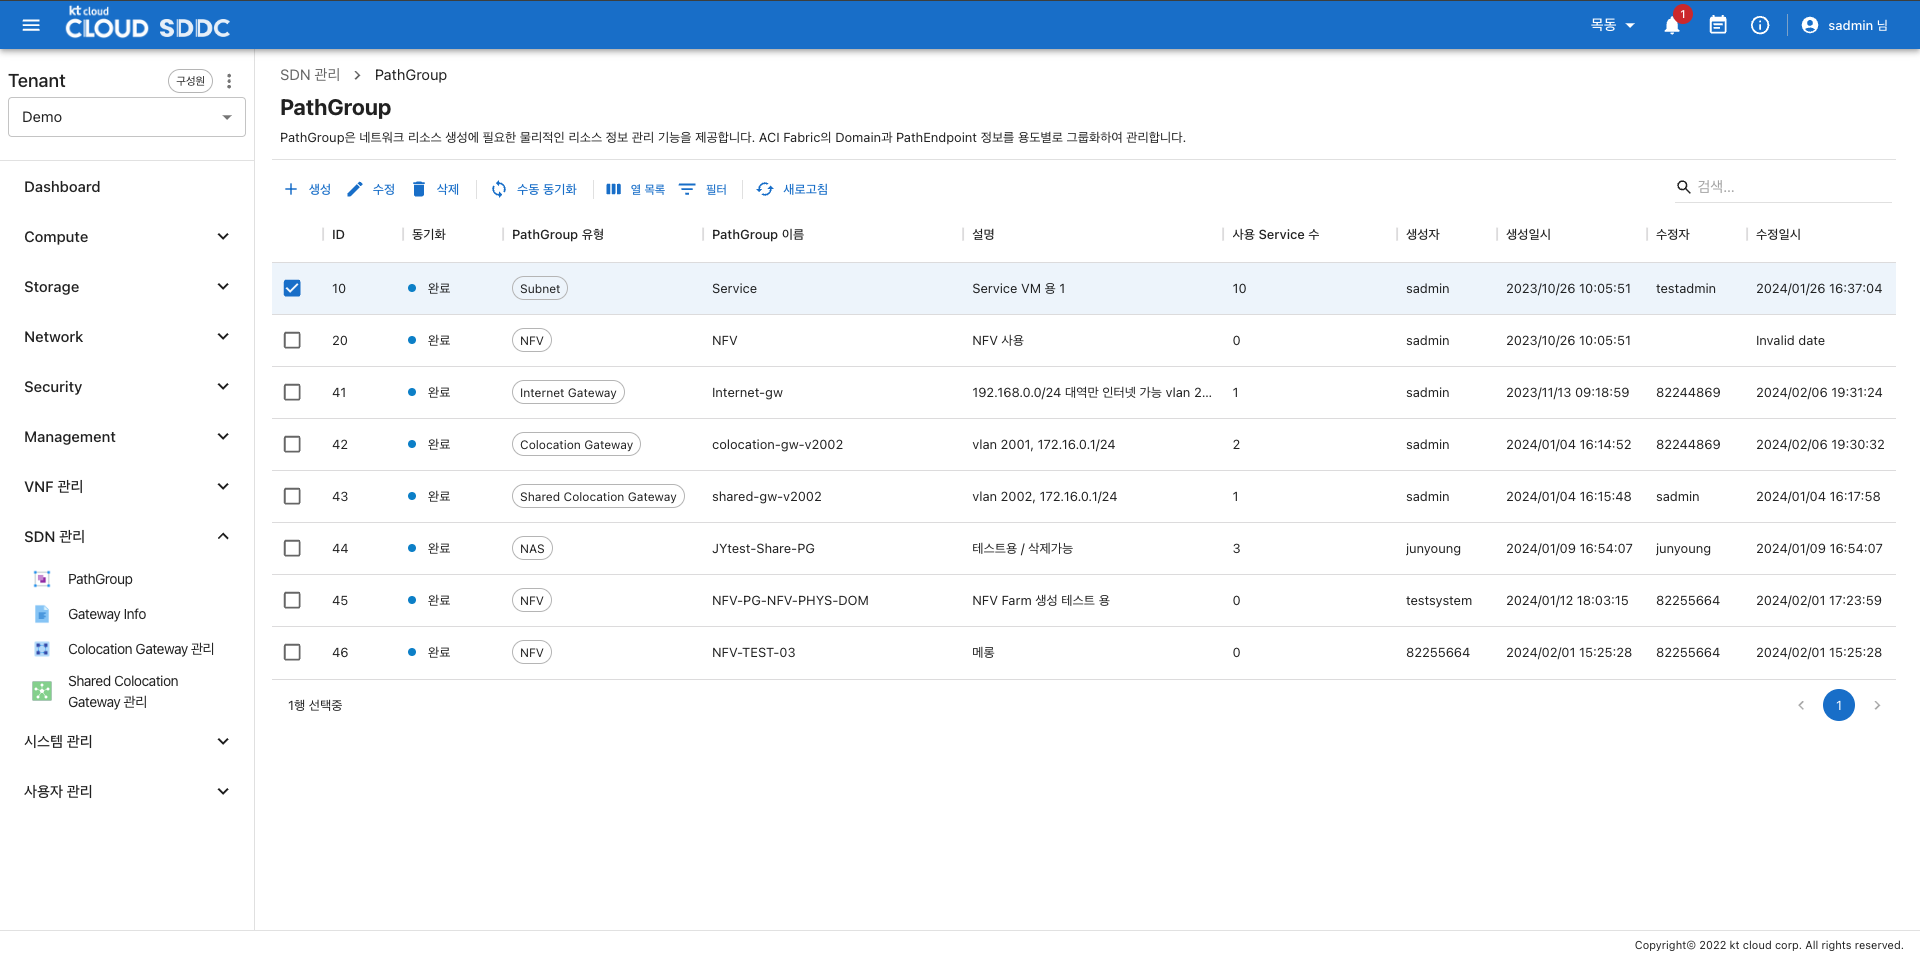 kt cloud
CLOUD SDDC
목동
1
sadmin 님
Tenant
구성원
Demo
Dashboard
Compute
Storage
Network
Security
Management
VNF 관리
SDN 관리
PathGroup
Gateway Info
Colocation Gateway 관리
Shared Colocation
Gateway 관리
시스템 관리
사용자 관리
SDN 관리 > PathGroup
PathGroup
PathGroup은 네트워크 리소스 생성에 필요한 물리적인 리소스 정보 관리 기능을 제공합니다. ACI Fabric의 Domain과 PathEndpoint 정보를 용도별로 그룹화하여 관리합니다.
생성 수정 삭제 수동 동기화 열 목록 필터 새로고침 검색...
ID 동기화 PathGroup 유형 PathGroup 이름 설명 사용 Service 수 생성자 생성일시 수정자 수정일시
10 완료 Subnet Service Service VM 용 1 10 sadmin 2023/10/26 10:05:51 testadmin 2024/01/26 16:37:04
20 완료 NFV NFV NFV 사용 0 sadmin 2023/10/26 10:05:51 Invalid date
41 완료 Internet Gateway Internet-gw 192.168.0.0/24 대역만 인터넷 가능 vlan 2... 1 sadmin 2023/11/13 09:18:59 82244869 2024/02/06 19:31:24
42 완료 Colocation Gateway colocation-gw-v2002 vlan 2001, 172.16.0.1/24 2 sadmin 2024/01/04 16:14:52 82244869 2024/02/06 19:30:32
43 완료 Shared Colocation Gateway shared-gw-v2002 vlan 2002, 172.16.0.1/24 1 sadmin 2024/01/04 16:15:48 sadmin 2024/01/04 16:17:58
44 완료 NAS JYtest-Share-PG 테스트용 / 삭제가능 3 junyoung 2024/01/09 16:54:07 junyoung 2024/01/09 16:54:07
45 완료 NFV NFV-PG-NFV-PHYS-DOM NFV Farm 생성 테스트 용 0 testsystem 2024/01/12 18:03:15 82255664 2024/02/01 17:23:59
46 완료 NFV NFV-TEST-03 메롱 0 82255664 2024/02/01 15:25:28 82255664 2024/02/01 15:25:28
1행 선택중
1
Copyright© 2022 kt cloud corp. All rights reserved.